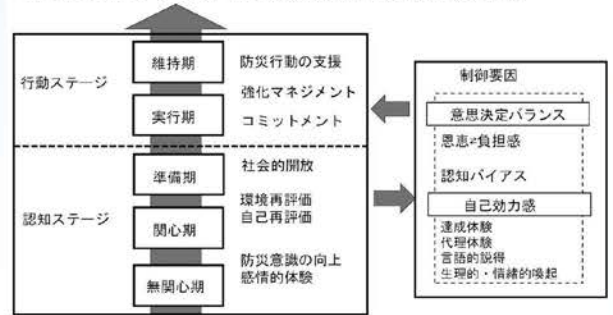 行動ステージ
維持期
実行期
防災行動の支援
強化マネジメント
コミットメント
認知ステージ
準備期
関心期
無関心期
社会的開放
環境再評価
自己再評価
防災意識の向上
感情的体験
制御要因
意思決定バランス
恩恵⇄負担感
認知バイアス
自己効力感
達成体験
代理体験
言語的説得
生理的・情緒的喚起